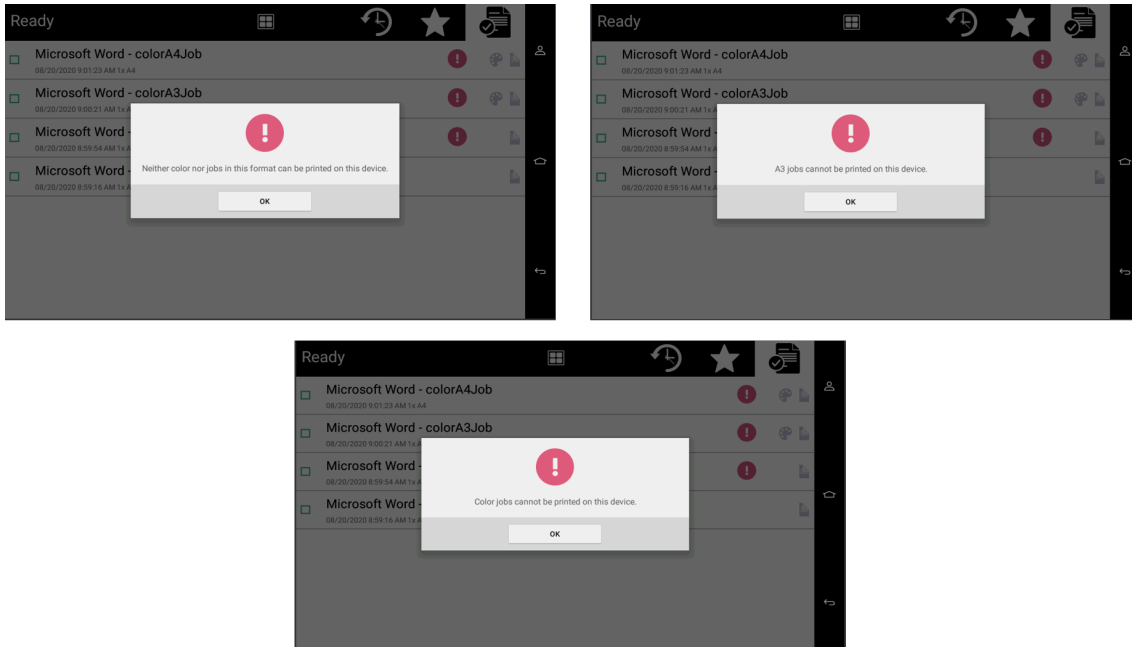 Ready
Microsoft Word - colorA4Job
08/20/2020 9:01:23 AM 1x A4
Microsoft Word - colorA3Job
08/20/2020 9:00:21 AM 1x A
Microsoft Word -
08/20/2020 8:59:54 AM 1x A
Microsoft Word -
08/20/2020 8:59:16 AM 1x A
Neither color nor jobs in this format can be printed on this device.
OK
Ready
Microsoft Word - colorA4Job
08/20/2020 9:01:23 AM 1x A4
Microsoft Word - colorA3Job
08/20/2020 9:00:21 AM 1x A
Microsoft Word -
08/20/2020 8:59:54 AM 1x A
Microsoft Word -
08/20/2020 8:59:16 AM 1x A
A3 jobs cannot be printed on this device.
OK
Ready
Microsoft Word - colorA4Job
08/20/2020 9:01:23 AM 1x A4
Microsoft Word - colorA3Job
08/20/2020 9:00:21 AM 1x A
Microsoft Word -
08/20/2020 8:59:54 AM 1x A
Microsoft Word -
08/20/2020 8:59:16 AM 1x A
Color jobs cannot be printed on this device.
OK